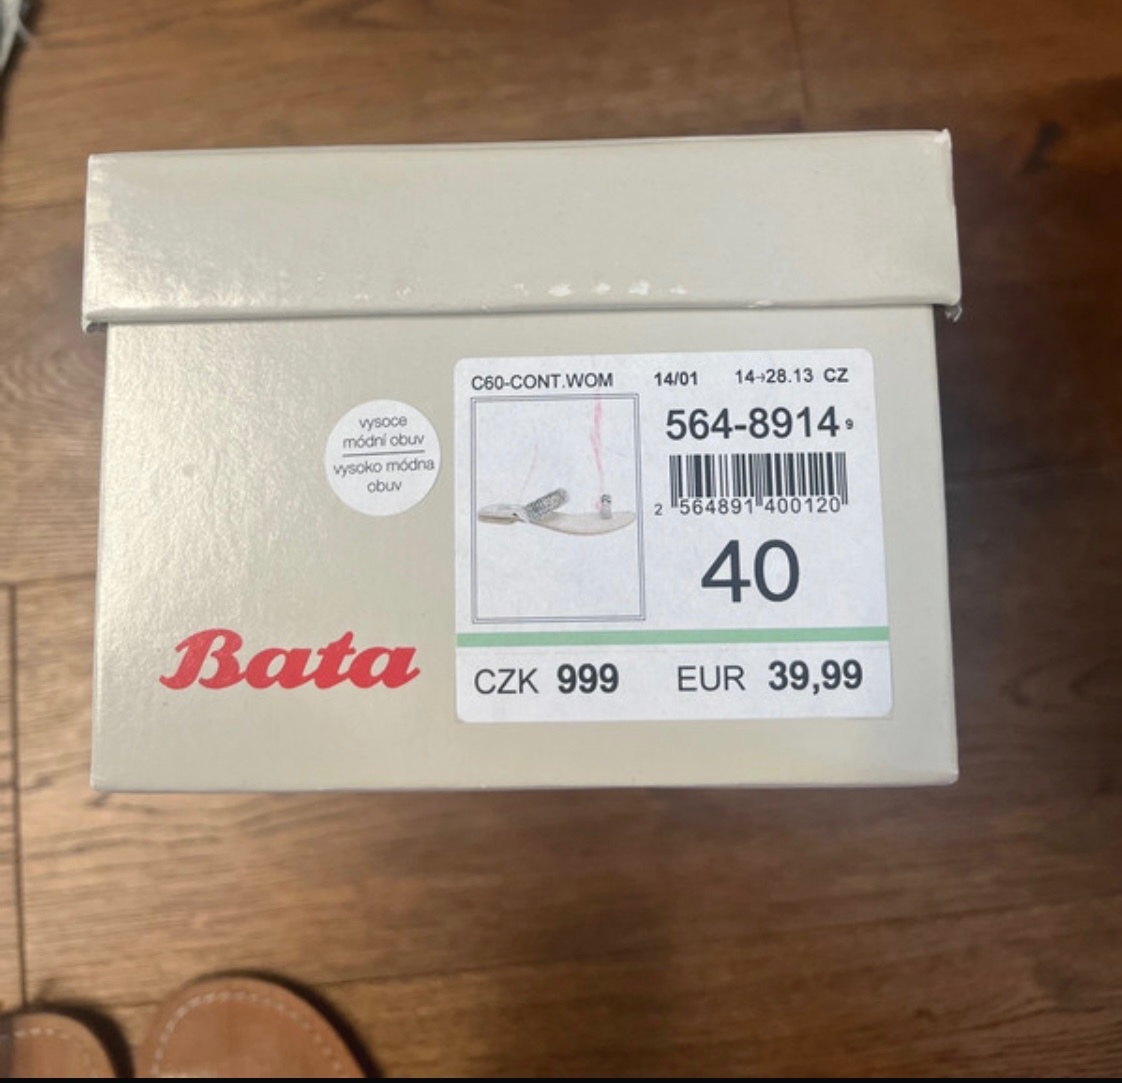 vysoce
módní obuv
vysoko módna
obuv
Bata
C60-CONT.WOM 14/01 14→28.13 CZ
564-8914 9
2 564891 400120
40
CZK 999 EUR 39,99